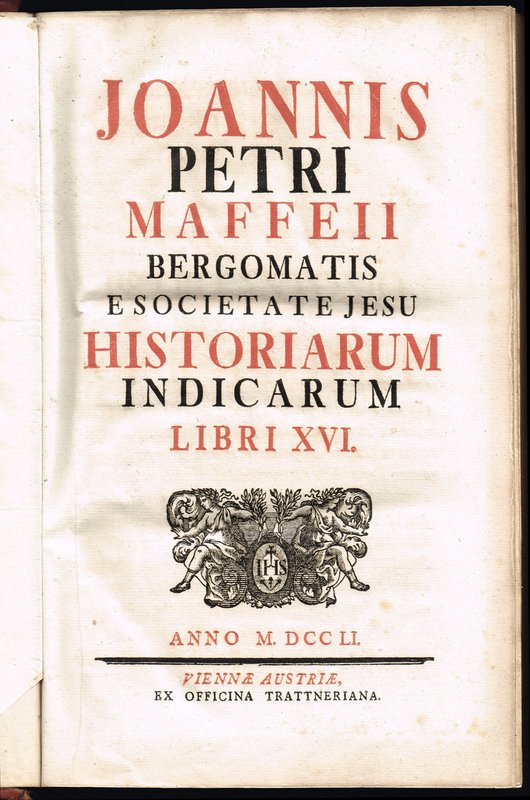 JOANNIS
PETRI
MAFFEII
BERGOMATIS
E SOCIETATE JESU
HISTORIARUM
INDICARUM
LIBRI XVI.
IHS
ANNO M. DCC LI.
VIENNÆ AUSTRIÆ,
EX OFFICINA TRATTNERIANA.